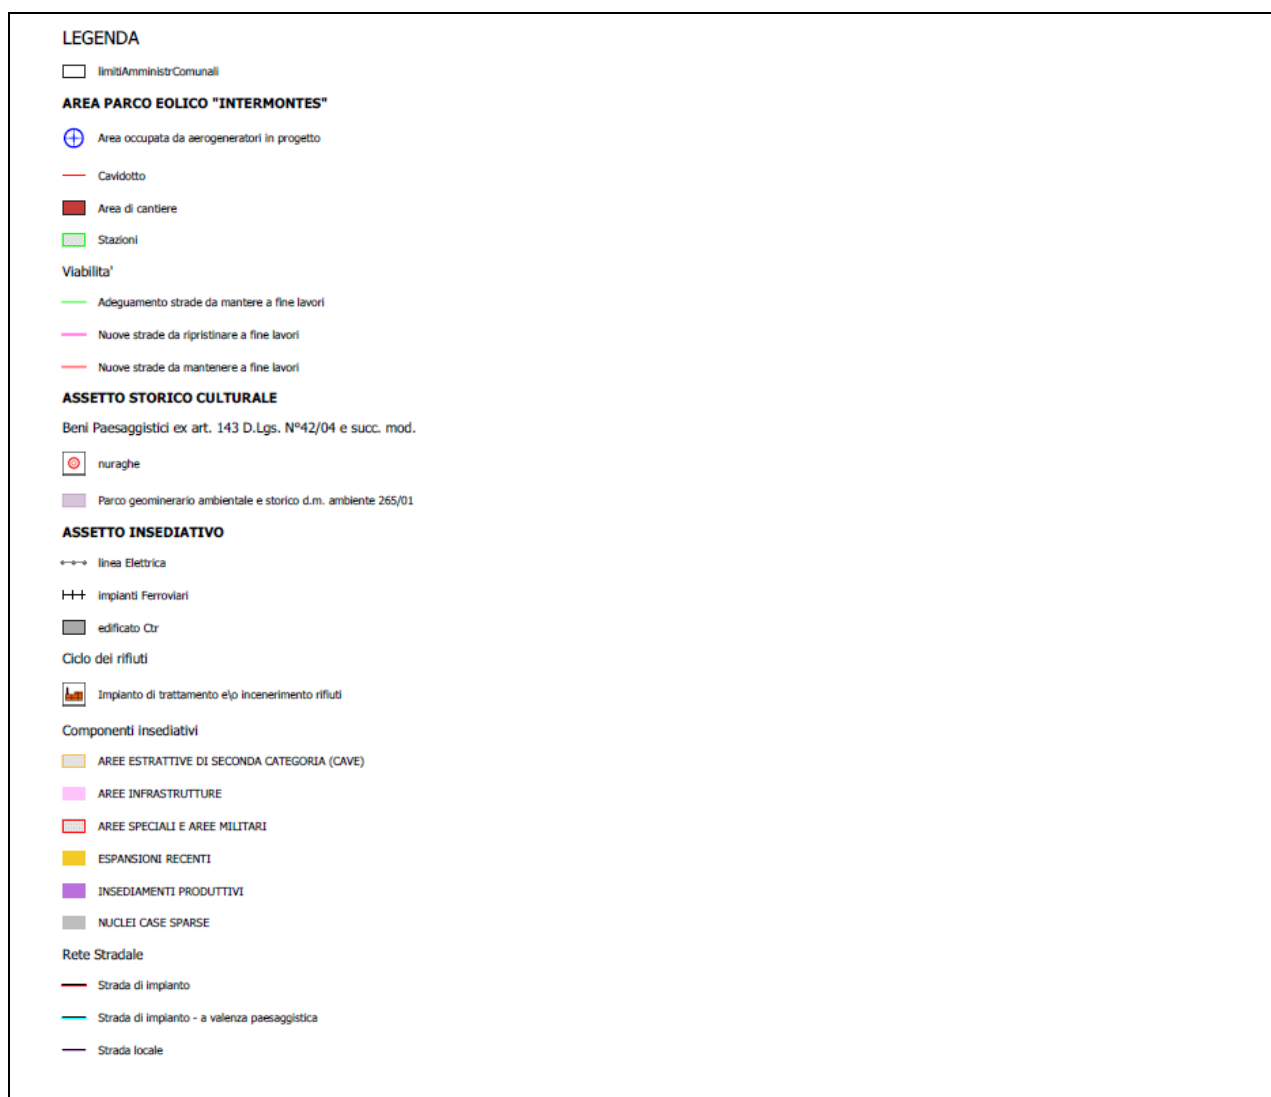 LEGENDA
limitiAmministrComunali
AREA PARCO EOLICO "INTERMONTES"
Area occupata da aerogeneratori in progetto
Cavidotto
Area di cantiere
Stazioni
Viabilita'
Adeguamento strade da mantere a fine lavori
Nuove strade da ripristinare a fine lavori
Nuove strade da mantenere a fine lavori
ASSETTO STORICO CULTURALE
Beni Paesaggistici ex art. 143 D.Lgs. N°42/04 e succ. mod.
nuraghe
Parco geominerario ambientale e storico d.m. ambiente 265/01
ASSETTO INSEDIATIVO
linea Elettrica
impianti Ferroviari
edificato Ctr
Ciclo dei rifiuti
Impianto di trattamento e\o incenerimento rifiuti
Componenti insediativi
AREE ESTRATTIVE DI SECONDA CATEGORIA (CAVE)
AREE INFRASTRUTTURE
AREE SPECIALI E AREE MILITARI
ESPANSIONI RECENTI
INSEDIAMENTI PRODUTTIVI
NUCLEI CASE SPARSE
Rete Stradale
Strada di impianto
Strada di impianto - a valenza paesaggistica
Strada locale